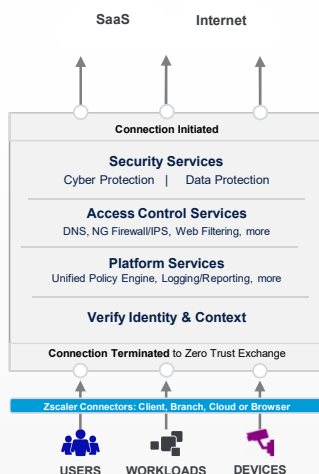 SaaS Internet
Connection Initiated
Security Services
Cyber Protection | Data Protection
Access Control Services
DNS, NG Firewall/IPS, Web Filtering, more
Platform Services
Unified Policy Engine, Logging/Reporting, more
Verify Identity & Context
Connection Terminated to Zero Trust Exchange
Zscaler Connectors: Client, Branch, Cloud or Browser
USERS WORKLOADS DEVICES